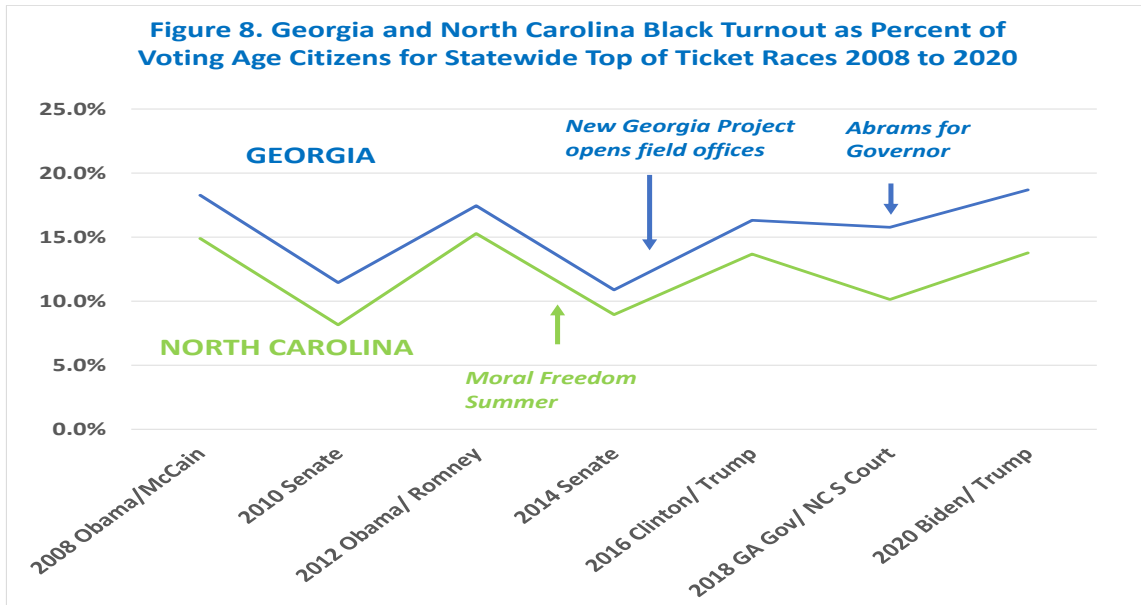 Figure 8. Georgia and North Carolina Black Turnout as Percent of
Voting Age Citizens for Statewide Top of Ticket Races 2008 to 2020
25.0%
20.0%
15.0%
10.0%
5.0%
0.0%
GEORGIA
New Georgia Project
opens field offices
Abrams for
Governor
NORTH CAROLINA
Moral Freedom
Summer
2008 Obama/McCain
2010 Senate
2012 Obama/ Romney
2014 Senate
2016 Clinton/ Trump
2018 GA Gov/ NC S Court
2020 Biden/ Trump